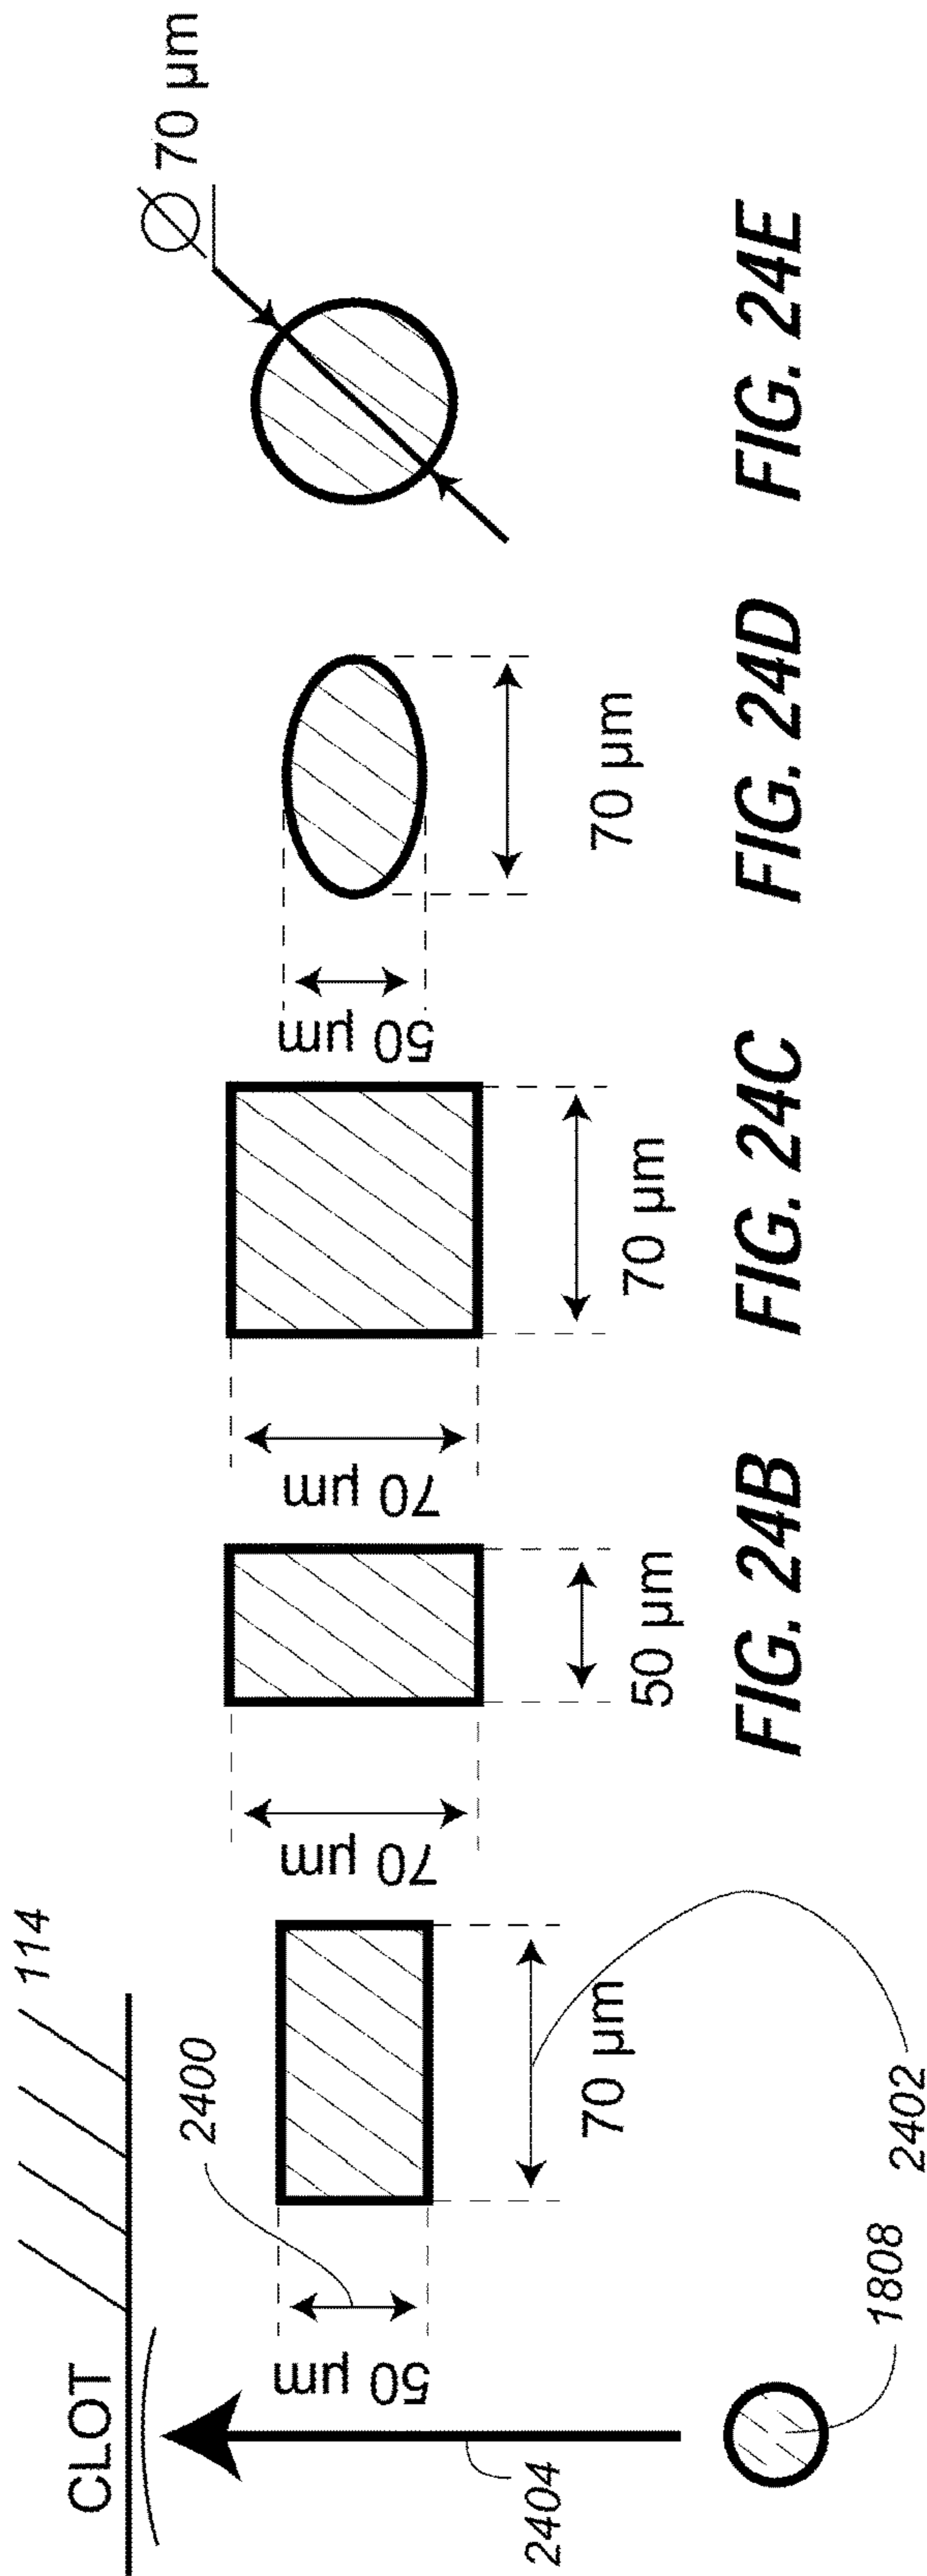 CLOT
114
2404
1808
50 µm
2400
70 µm
2402
70 µm
50 µm
FIG. 24B
70 µm
70 µm
FIG. 24C
50 µm
70 µm
FIG. 24D
Ø 70 µm
FIG. 24E